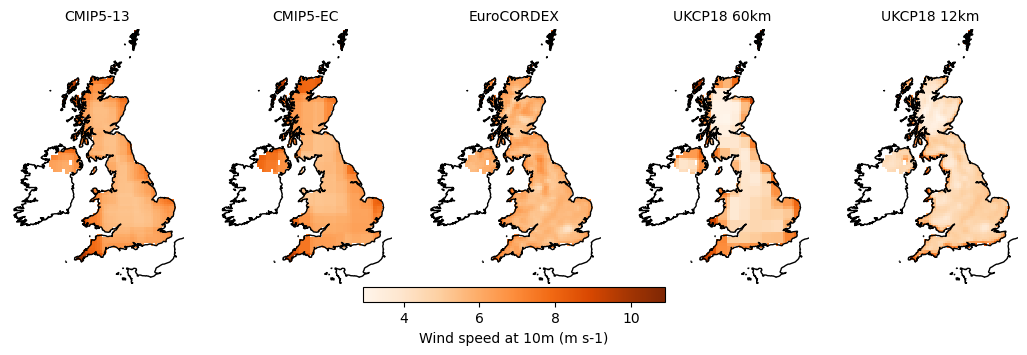 CMIP5-13 CMIP5-EC EuroCORDEX UKCP18 60km UKCP18 12km
4 6 8 10
Wind speed at 10m (m s-1)